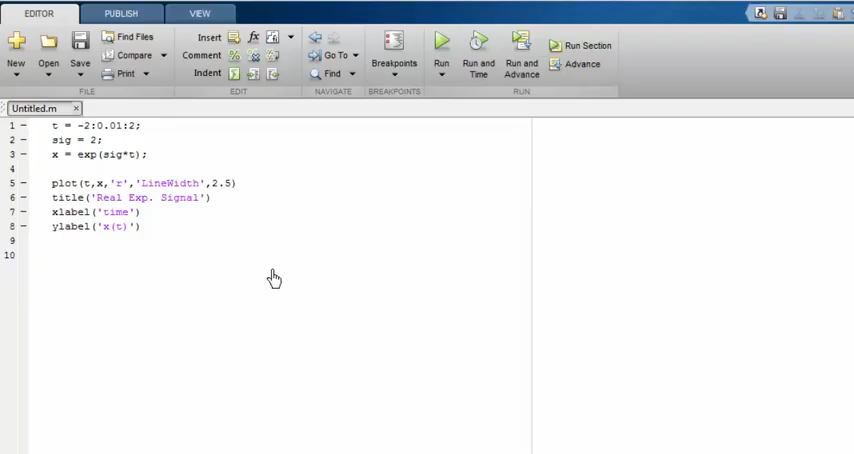 EDITOR PUBLISH VIEW
New Open Save Find Files Compare Print
FILE
Insert fx
Comment %
Indent
EDIT
Go To
Find
NAVIGATE
Breakpoints
BREAKPOINTS
Run Run and Time Run and Advance Run Section Advance
RUN
Untitled.m ×
1 – t = -2:0.01:2;
2 – sig = 2;
3 – x = exp(sig*t);
4
5 – plot(t,x,'r','LineWidth',2.5)
6 – title('Real Exp. Signal')
7 – xlabel('time')
8 – ylabel('x(t)')
9
10